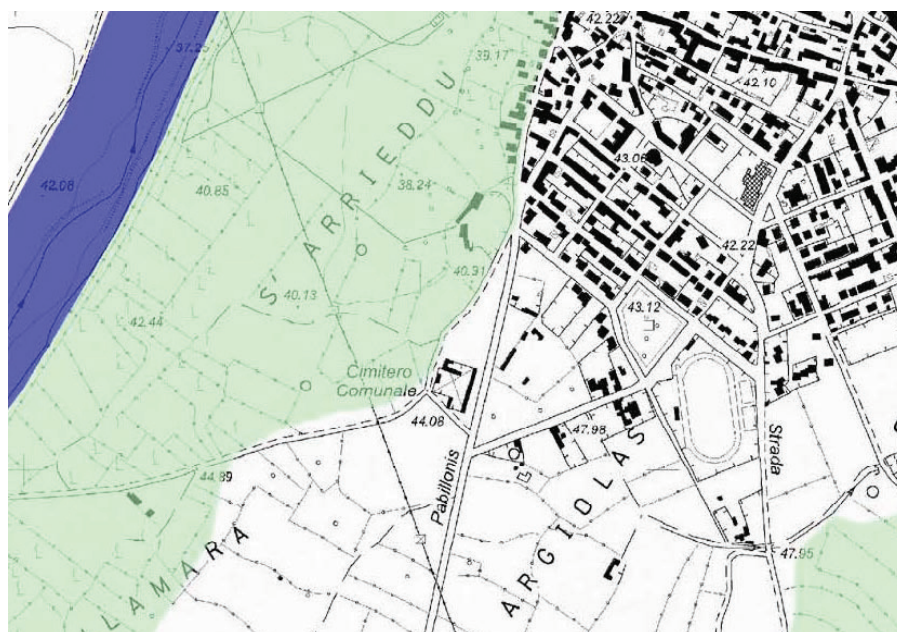 42.22
37.25
39.17
42.10
43.06
42.08
40.85
38.24
S' ARRIEDDU
42.22
40.31
40.13
43.12
42.44
Cimitero
Comunale
44.08
47.98
Strada
Pabillonis
44.89
ARGIOLAS
47.95
LLAMARA